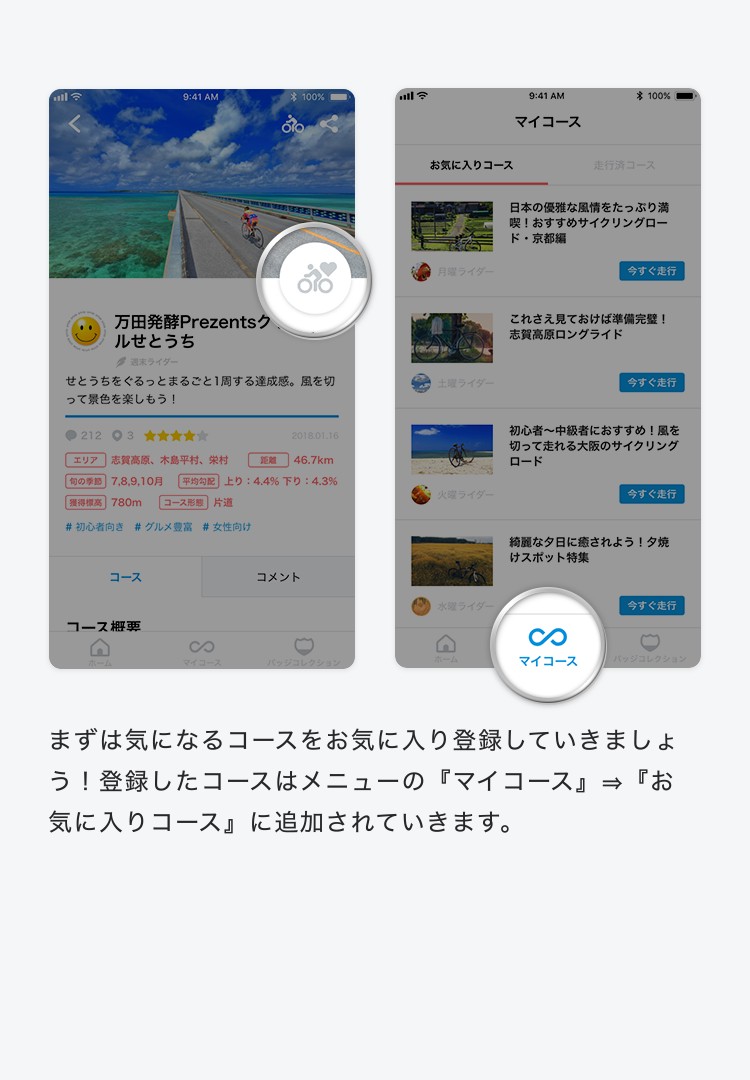 9:41 AM
100%
万田発酵Prezentsク
ルせとうち
週末ライダー
せとうちをぐるっとまるごと1周する達成感。風を切
って景色を楽しもう！
212 3 2018.01.16
エリア 志賀高原、木島平村、栄村 距離 46.7km
旬の季節 7,8,9,10月 平均勾配 上り：4.4% 下り：4.3%
獲得標高 780m コース形態 片道
# 初心者向き # グルメ豊富 # 女性向け
コース コメント
コース概要
ホーム マイコース バッジコレクション
9:41 AM
100%
マイコース
お気に入りコース 走行済コース
日本の優雅な風情をたっぷり満
喫！おすすめサイクリングロー
ド・京都編
月曜ライダー 今すぐ走行
これさえ見ておけば準備完璧！
志賀高原ロングライド
土曜ライダー 今すぐ走行
初心者〜中級者におすすめ！風を
切って走れる大阪のサイクリング
ロード
火曜ライダー 今すぐ走行
綺麗な夕日に癒されよう！夕焼
けスポット特集
水曜ライダー 今すぐ走行
ホーム マイコース バッジコレクション
まずは気になるコースをお気に入り登録していきましょ
う！登録したコースはメニューの『マイコース』⇒『お
気に入りコース』に追加されていきます。